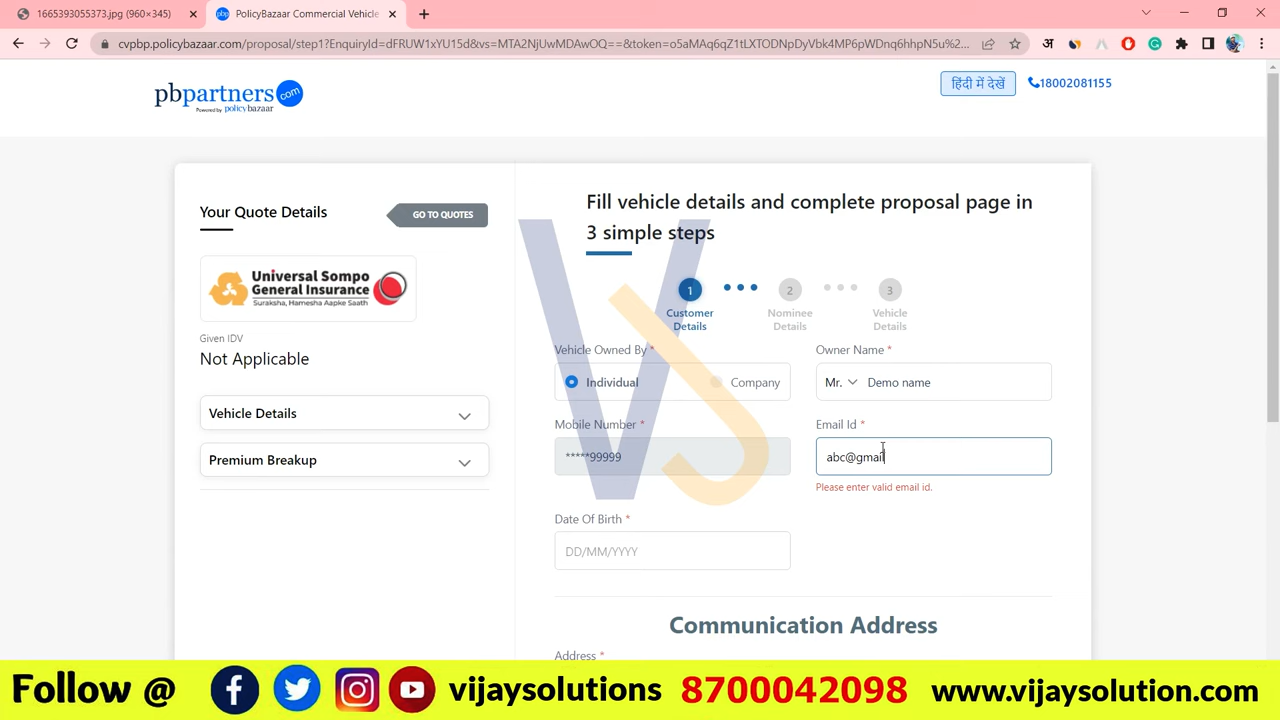 1665393055373.jpg (960×345)
PolicyBazaar Commercial Vehicle
cvpbp.policybazaar.com/proposal/step1?EnquiryId=dFRUW1xYU15d&vs=MTA2NjUwMDAwOQ==&token=o5aMAq6qZ1tLXTODNpDyVbk4MP6pWDnq6hhpN5u%2...
अ
pbpartners.com
Powered by policybazaar
हिंदी में देखें
18002081155
Your Quote Details
GO TO QUOTES
Universal Sompo
General Insurance
Suraksha, Hamesha Aapke Saath
Given IDV
Not Applicable
Vehicle Details
Premium Breakup
Fill vehicle details and complete proposal page in
3 simple steps
1
2
3
Customer Details
Nominee Details
Vehicle Details
Vehicle Owned By *
Owner Name *
Individual
Company
Mr.
Demo name
Mobile Number *
Email Id *
*****99999
abc@gmail
Please enter valid email id.
Date Of Birth *
DD/MM/YYYY
Communication Address
Address *
Follow @ vijaysolutions 8700042098 www.vijaysolution.com